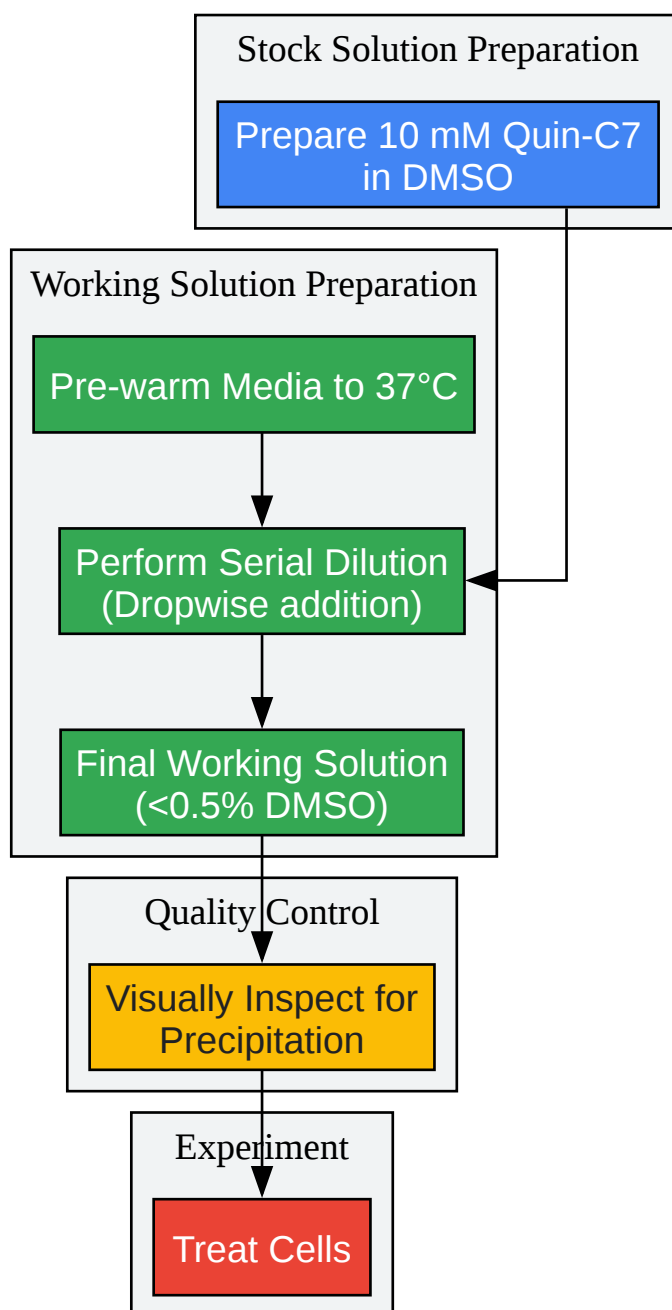 Stock Solution Preparation
Prepare 10 mM Quin-C7
in DMSO
Working Solution Preparation
Pre-warm Media to 37°C
Perform Serial Dilution
(Dropwise addition)
Final Working Solution
(<0.5% DMSO)
Quality Control
Visually Inspect for
Precipitation
Experiment
Treat Cells